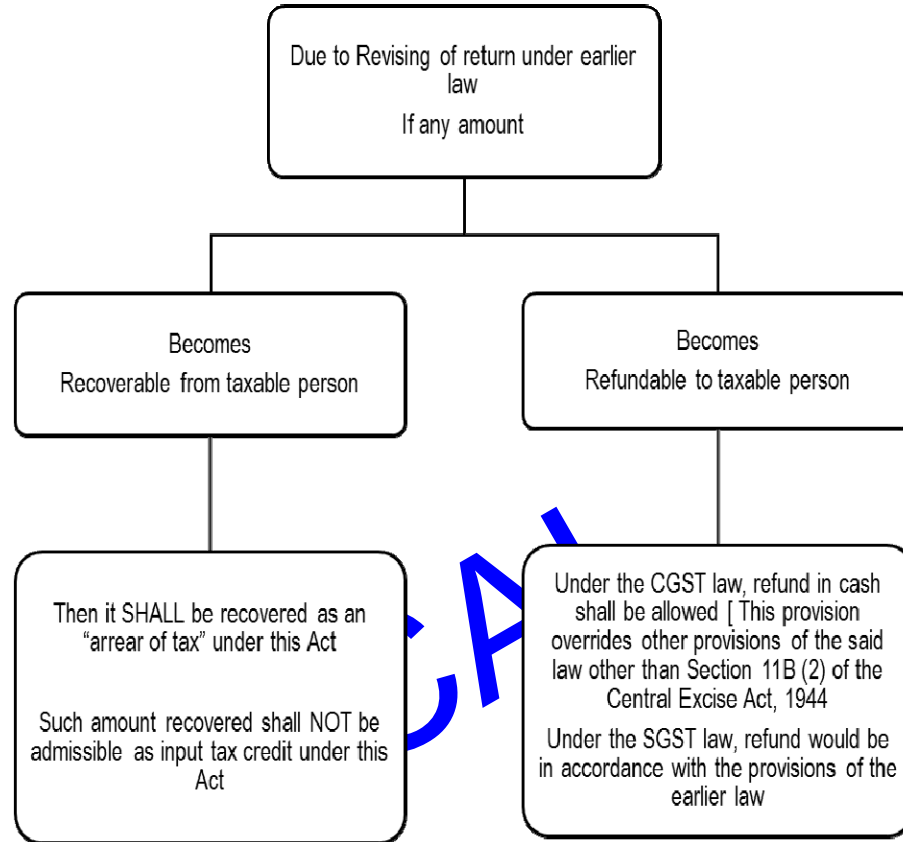 Due to Revising of return under earlier
law
If any amount
Becomes
Recoverable from taxable person
Becomes
Refundable to taxable person
Then it SHALL be recovered as an
“arrear of tax” under this Act
Such amount recovered shall NOT be
admissible as input tax credit under this
Act
Under the CGST law, refund in cash
shall be allowed [ This provision
overrides other provisions of the said
law other than Section 11B (2) of the
Central Excise Act, 1944
Under the SGST law, refund would be
in accordance with the provisions of the
earlier law